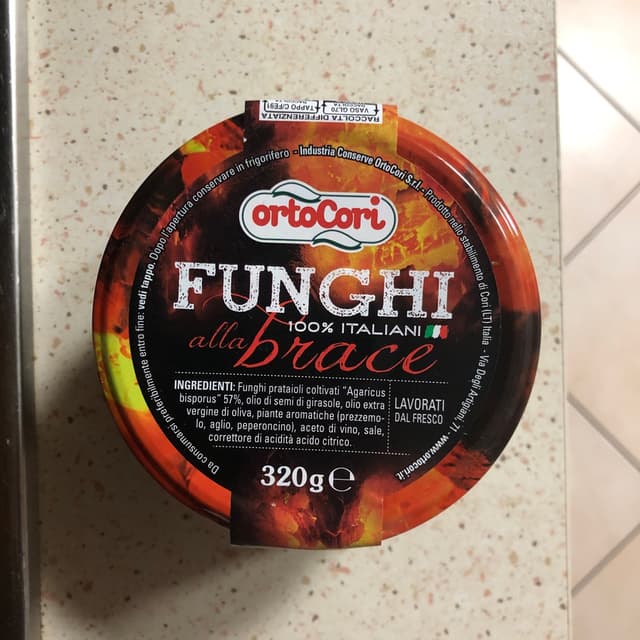 RACCOLTA DIFFERENZIATA
VASO GL70
TAPPO C/FE91
Da consumarsi preferibilmente entro fine: vedi tappo. Dopo l'apertura conservare in frigorifero - Industria Conserve OrtoCori S.r.l. - Prodotto nello stabilimento di Cori (LT) Italia - Via Degli Artigiani, 71 - www.ortocori.it
ortoCori
FUNGHI
100% ITALIANI
alla brace
INGREDIENTI: Funghi prataioli coltivati "Agaricus
bisporus" 57%, olio di semi di girasole, olio extra
vergine di oliva, piante aromatiche (prezzemo-
lo, aglio, peperoncino), aceto di vino, sale,
correttore di acidità acido citrico.
LAVORATI
DAL FRESCO
320g e